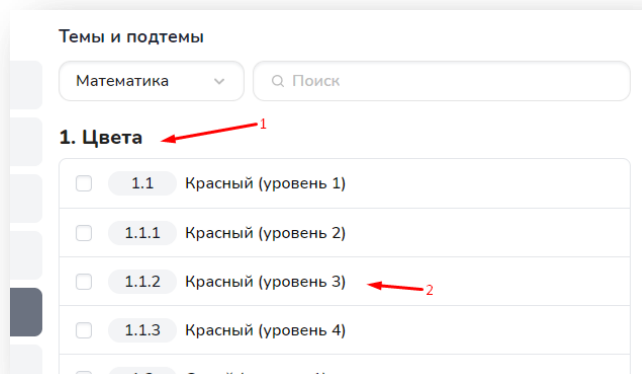 Темы и подтемы
Математика
Поиск
1. Цвета
1
1.1 Красный (уровень 1)
1.1.1 Красный (уровень 2)
1.1.2 Красный (уровень 3)
2
1.1.3 Красный (уровень 4)